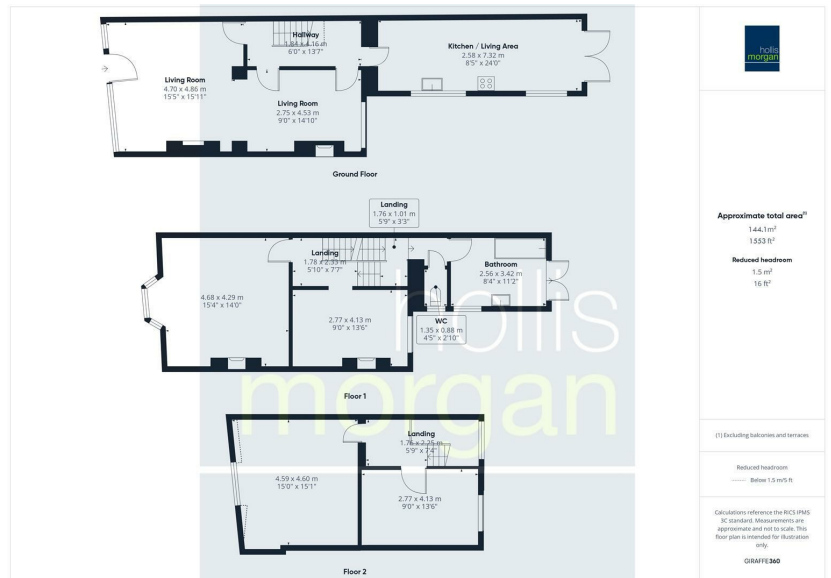 Hallway
1.84 x 4.16 m
6'0" x 13'7"
Kitchen / Living Area
2.58 x 7.32 m
8'5" x 24'0"
Living Room
4.70 x 4.86 m
15'5" x 15'11"
Living Room
2.75 x 4.53 m
9'0" x 14'10"
Ground Floor
Landing
1.76 x 1.01 m
5'9" x 3'3"
Landing
1.78 x 2.33 m
5'10" x 7'7"
Bathroom
2.56 x 3.42 m
8'4" x 11'2"
4.68 x 4.29 m
15'4" x 14'0"
2.77 x 4.13 m
9'0" x 13'6"
WC
1.35 x 0.88 m
4'5" x 2'10"
hollis
morgan
Floor 1
Landing
1.76 x 2.25 m
5'9" x 7'4"
4.59 x 4.60 m
15'0" x 15'1"
2.77 x 4.13 m
9'0" x 13'6"
Floor 2
hollis
morgan
Approximate total area(1)
144.1 m²
1553 ft²
Reduced headroom
1.5 m²
16 ft²
(1) Excluding balconies and terraces
Reduced headroom
Below 1.5 m/5 ft
Calculations reference the RICS IPMS
3C standard. Measurements are
approximate and not to scale. This
floor plan is intended for illustration
only.
GIRAFFE360